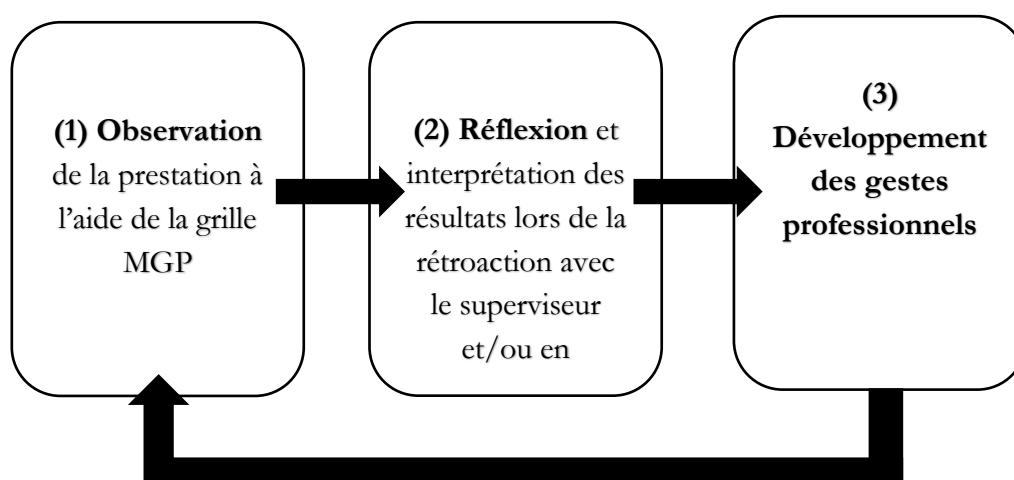 (1) Observation
de la prestation à
l’aide de la grille
MGP
(2) Réflexion et
interprétation des
résultats lors de la
rétroaction avec
le superviseur
et/ou en
(3)
Développement
des gestes
professionnels